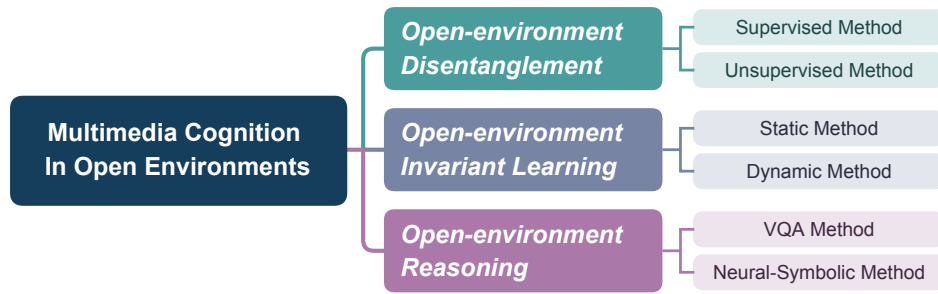 Multimedia Cognition
In Open Environments
Open-environment
Disentanglement
Supervised Method
Unsupervised Method
Open-environment
Invariant Learning
Static Method
Dynamic Method
Open-environment
Reasoning
VQA Method
Neural-Symbolic Method